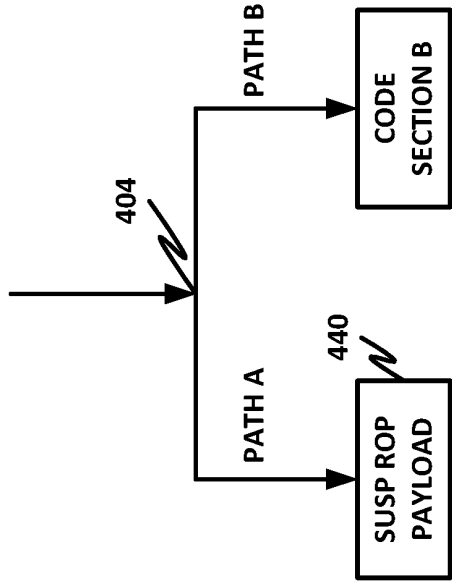 404
PATH A
PATH B
440
SUSP ROP
PAYLOAD
CODE
SECTION B